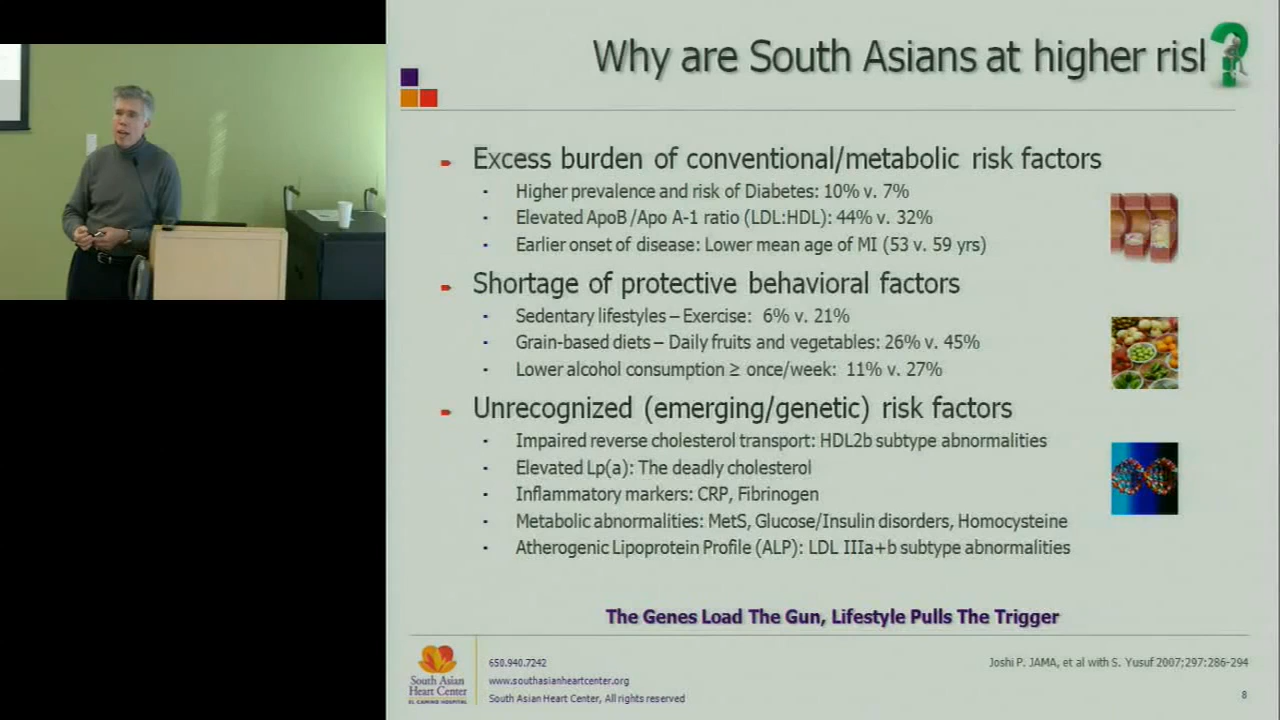 Why are South Asians at higher risl
Excess burden of conventional/metabolic risk factors
Higher prevalence and risk of Diabetes: 10% v. 7%
Elevated ApoB /Apo A-1 ratio (LDL:HDL): 44% v. 32%
Earlier onset of disease: Lower mean age of MI (53 v. 59 yrs)
Shortage of protective behavioral factors
Sedentary lifestyles – Exercise: 6% v. 21%
Grain-based diets – Daily fruits and vegetables: 26% v. 45%
Lower alcohol consumption ≥ once/week: 11% v. 27%
Unrecognized (emerging/genetic) risk factors
Impaired reverse cholesterol transport: HDL2b subtype abnormalities
Elevated Lp(a): The deadly cholesterol
Inflammatory markers: CRP, Fibrinogen
Metabolic abnormalities: MetS, Glucose/Insulin disorders, Homocysteine
Atherogenic Lipoprotein Profile (ALP): LDL IIIa+b subtype abnormalities
The Genes Load The Gun, Lifestyle Pulls The Trigger
South Asian
Heart Center
EL CAMINO HOSPITAL
650.940.7242
www.southasianheartcenter.org
South Asian Heart Center, All rights reserved
Joshi P. JAMA, et al with S. Yusuf 2007;297:286-294
8